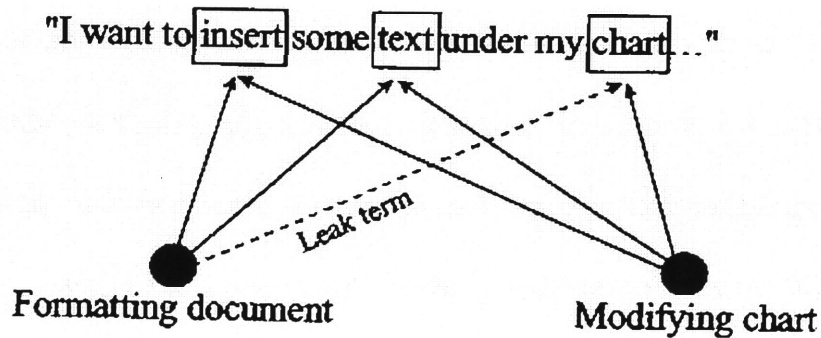 "I want to insert some text under my chart..."
Leak term
Formatting document
Modifying chart